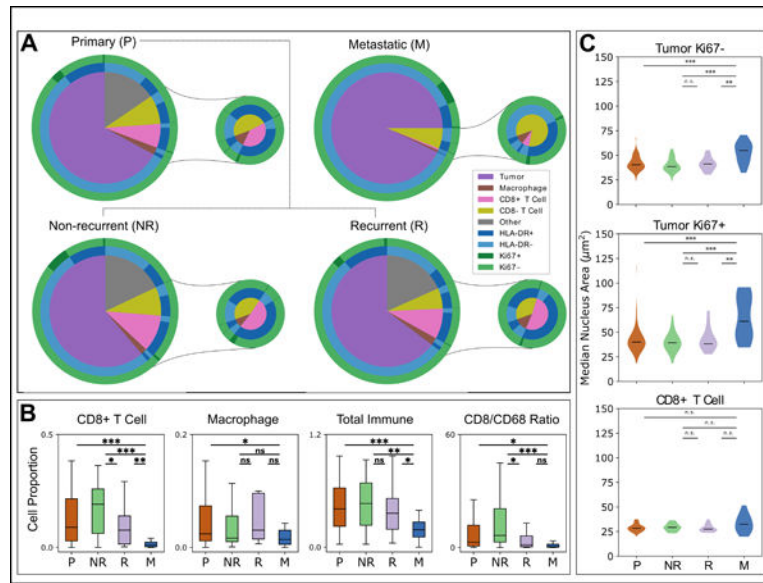 A
Primary (P)
Metastatic (M)
Tumor
Macrophage
CD8+ T Cell
CD8- T Cell
Other
HLA-DR+
HLA-DR-
Ki67+
Ki67-
Non-recurrent (NR)
Recurrent (R)
B
CD8+ T Cell
Macrophage
Total Immune
CD8/CD68 Ratio
Cell Proportion
0.5
0.0
***
***
*
**
P
NR
R
M
0.2
0.0
*
ns
ns
ns
P
NR
R
M
1.2
0.0
***
**
ns
*
P
NR
R
M
60
0
*
***
*
ns
P
NR
R
M
C
Median Nucleus Area (μm²)
Tumor Ki67-
150
125
100
75
50
25
0
***
***
n.s.
**
Tumor Ki67+
150
125
100
75
50
25
0
***
***
n.s.
**
CD8+ T Cell
150
125
100
75
50
25
0
n.s.
n.s.
n.s.
n.s.
P
NR
R
M